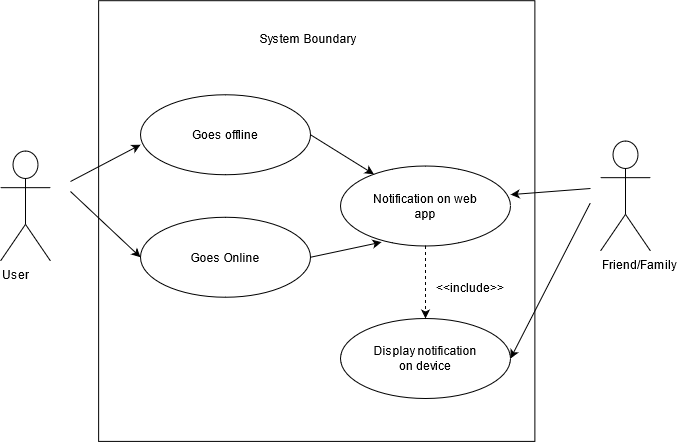 System Boundary
Goes offline
Notification on web
app
Goes Online
User
Friend/Family
<<include>>
Display notification
on device